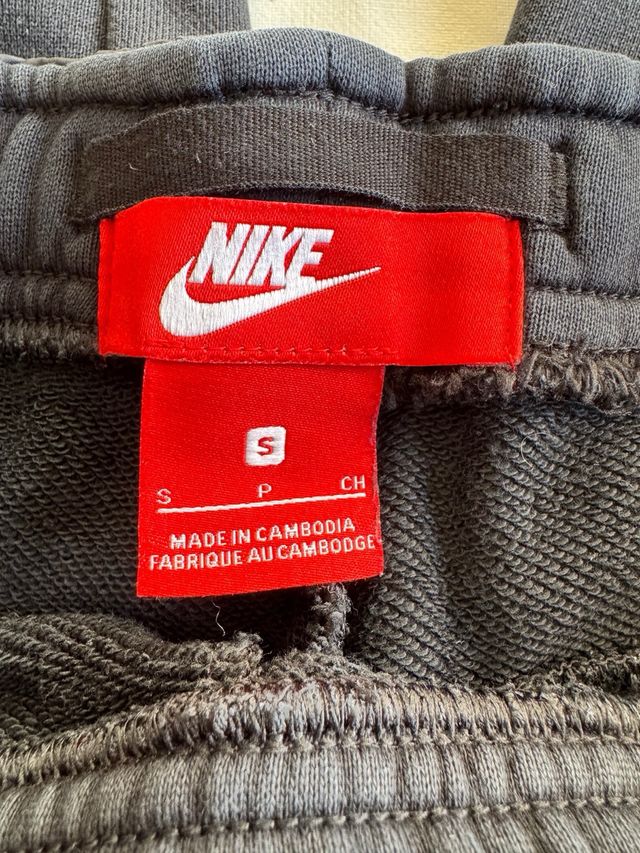 NIKE
S
S P CH
MADE IN CAMBODIA
FABRIQUE AU CAMBODGE